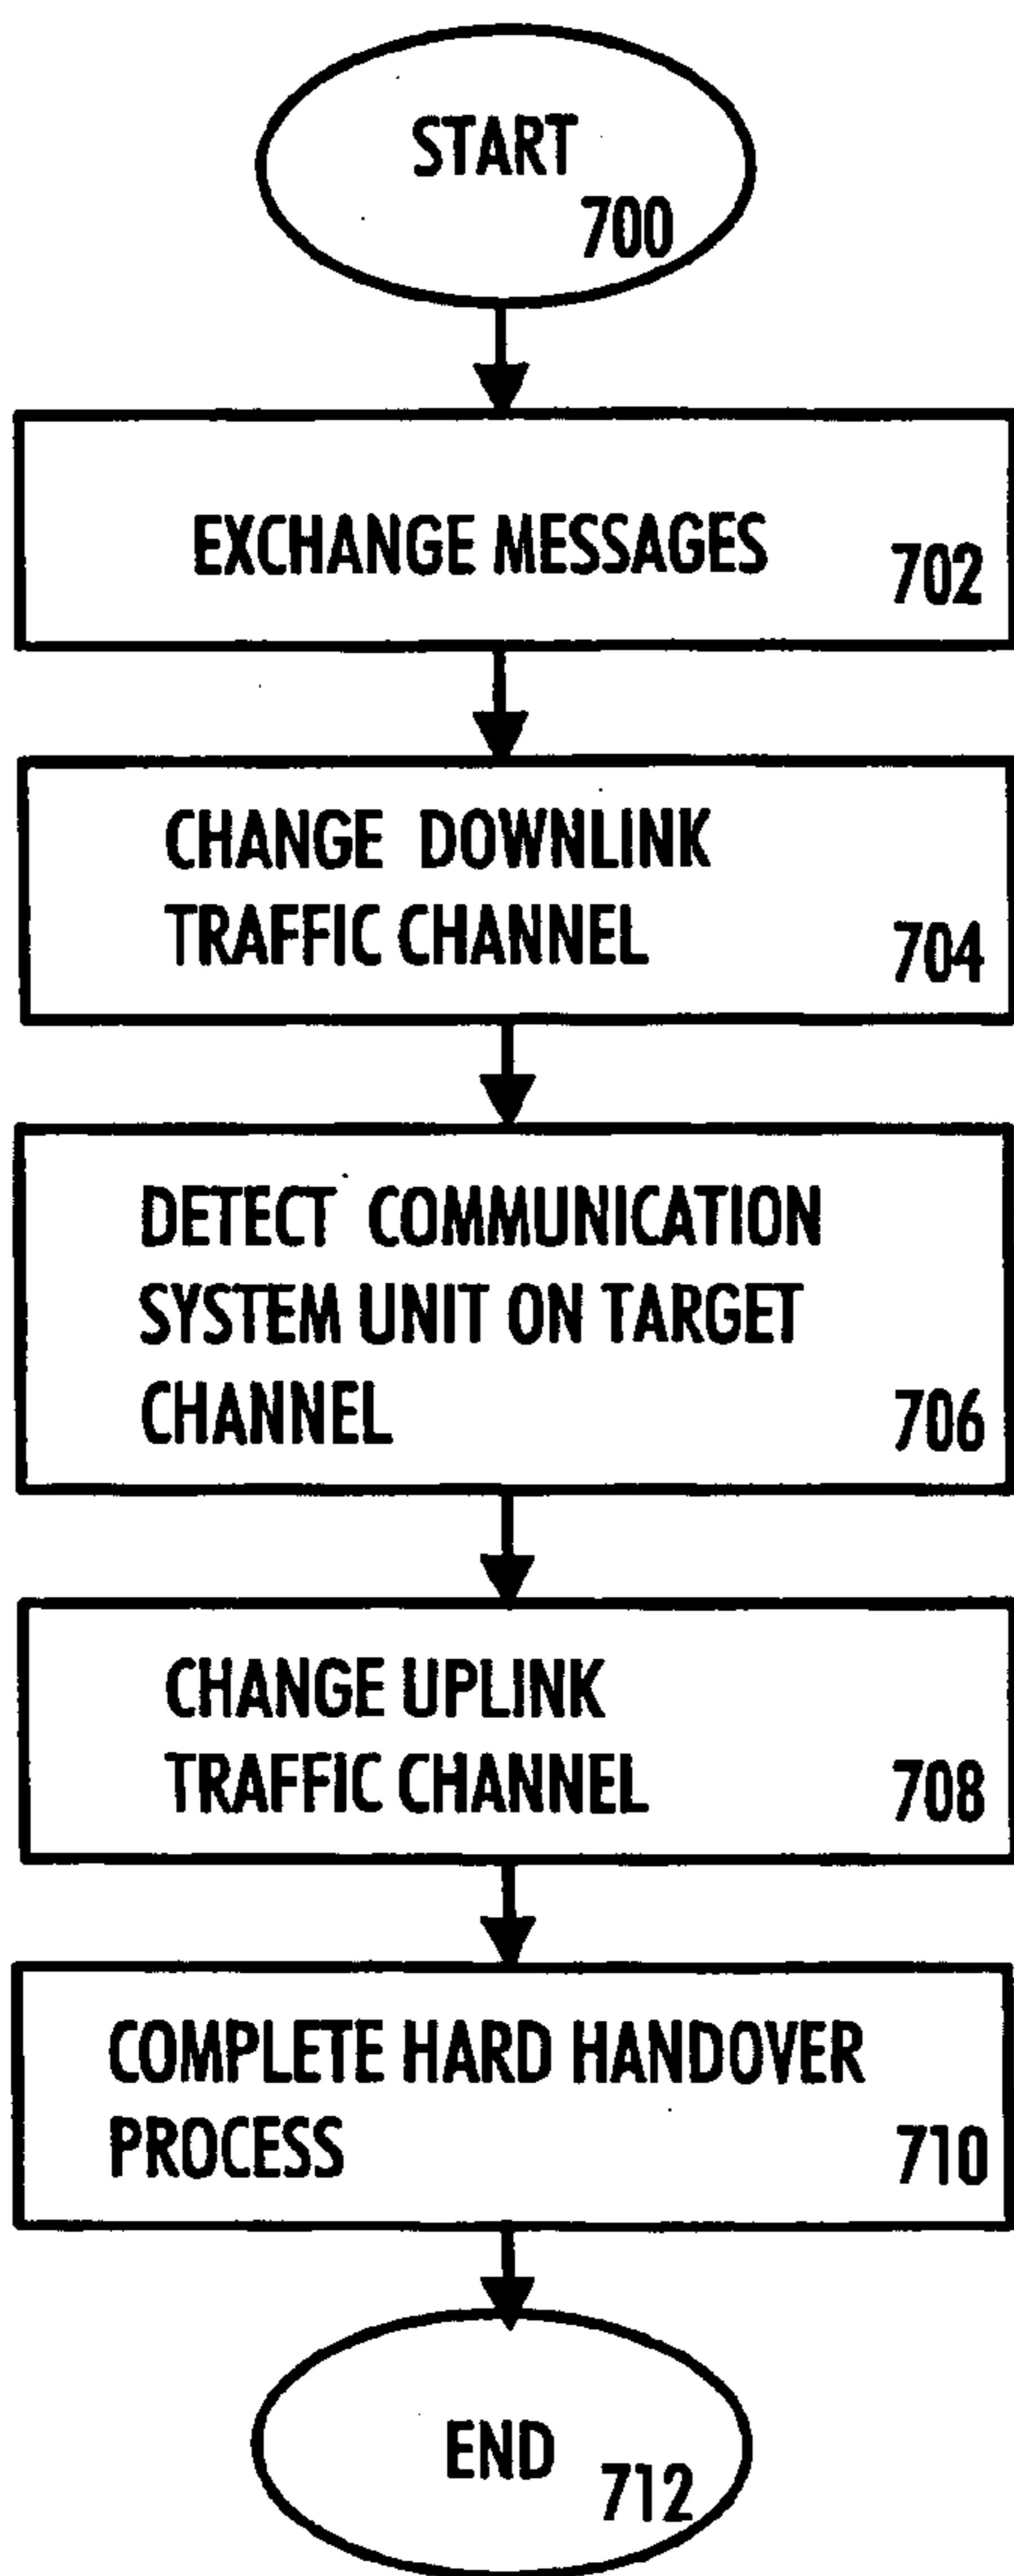 START
700
EXCHANGE MESSAGES
702
CHANGE DOWNLINK
TRAFFIC CHANNEL
704
DETECT COMMUNICATION
SYSTEM UNIT ON TARGET
CHANNEL
706
CHANGE UPLINK
TRAFFIC CHANNEL
708
COMPLETE HARD HANDOVER
PROCESS
710
END
712